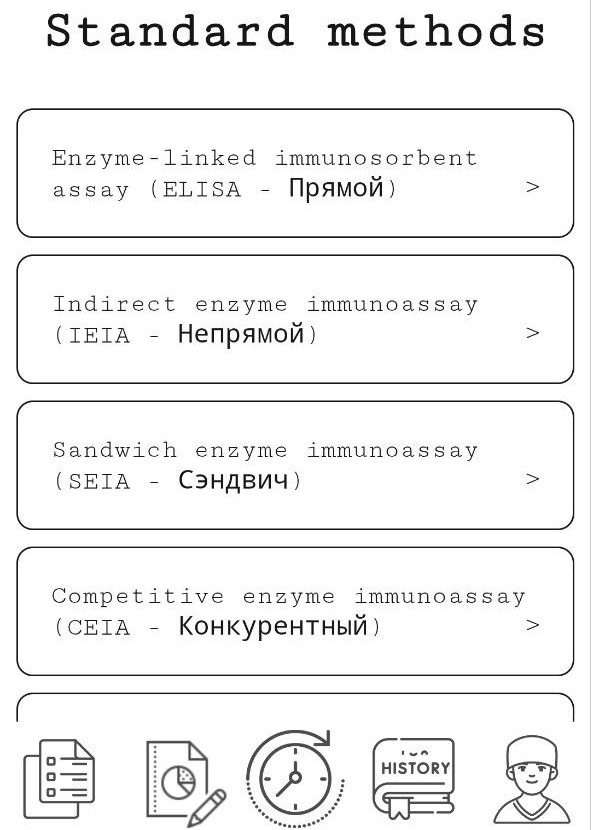 Standard methods
Enzyme-linked immunosorbent
assay (ELISA - Прямой)
>
Indirect enzyme immunoassay
(IEIA - Непрямой)
>
Sandwich enzyme immunoassay
(SEIA - Сэндвич)
>
Competitive enzyme immunoassay
(CEIA - Конкурентный)
>
HISTORY